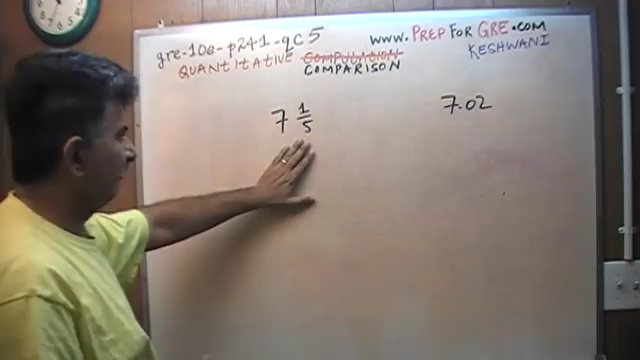 gre-10e-p241-qc5
www.PREP FOR GRE.com
QUANTITATIVE COMPUTATION
COMPARISON
KESHWANI
7 1/5
7.02